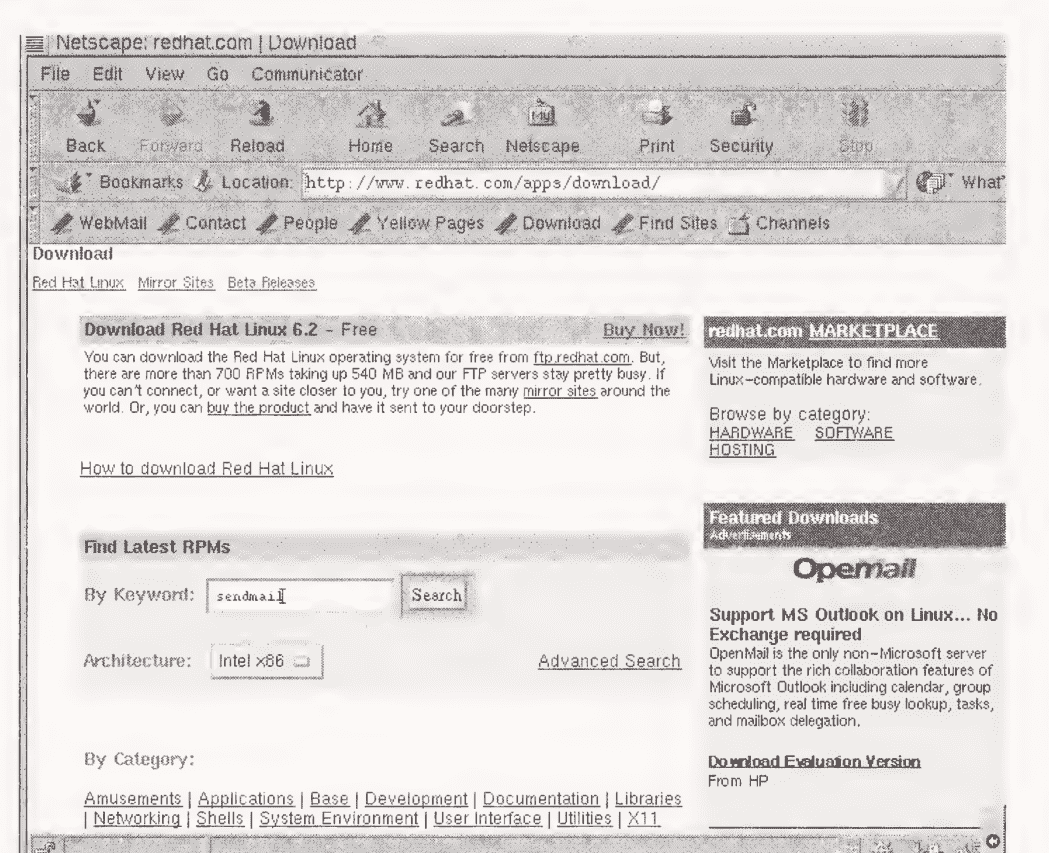 Netscape: redhat.com | Download
File Edit View Go Communicator
Back Forward Reload Home Search Netscape Print Security Stop
Bookmarks Location: http://www.redhat.com/apps/download/ What'
WebMail Contact People Yellow Pages Download Find Sites Channels
Download
Red Hat Linux Mirror Sites Beta Releases
Download Red Hat Linux 6.2 - Free Buy Now!
You can download the Red Hat Linux operating system for free from ftp.redhat.com. But,
there are more than 700 RPMs taking up 540 MB and our FTP servers stay pretty busy. If
you can't connect, or want a site closer to you, try one of the many mirror sites around the
world. Or, you can buy the product and have it sent to your doorstep.
How to download Red Hat Linux
Find Latest RPMs
By Keyword: sendmail Search
Architecture: Intel x86 Advanced Search
By Category:
Amusements | Applications | Base | Development | Documentation | Libraries
| Networking | Shells | System Environment | User Interface | Utilities | X11
redhat.com MARKETPLACE
Visit the Marketplace to find more
Linux-compatible hardware and software.
Browse by category:
HARDWARE SOFTWARE
HOSTING
Featured Downloads
Advertisements
Openmail
Support MS Outlook on Linux... No
Exchange required
OpenMail is the only non-Microsoft server
to support the rich collaboration features of
Microsoft Outlook including calendar, group
scheduling, real time free busy lookup, tasks,
and mailbox delegation.
Download Evaluation Version
From HP